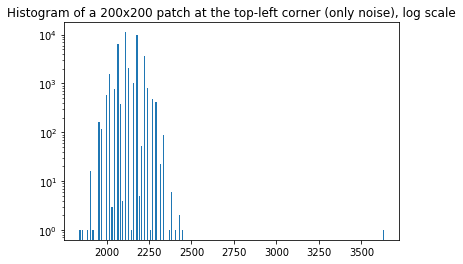 Histogram of a 200x200 patch at the top-left corner (only noise), log scale
10⁴
10³
10²
10¹
10⁰
2000 2250 2500 2750 3000 3250 3500